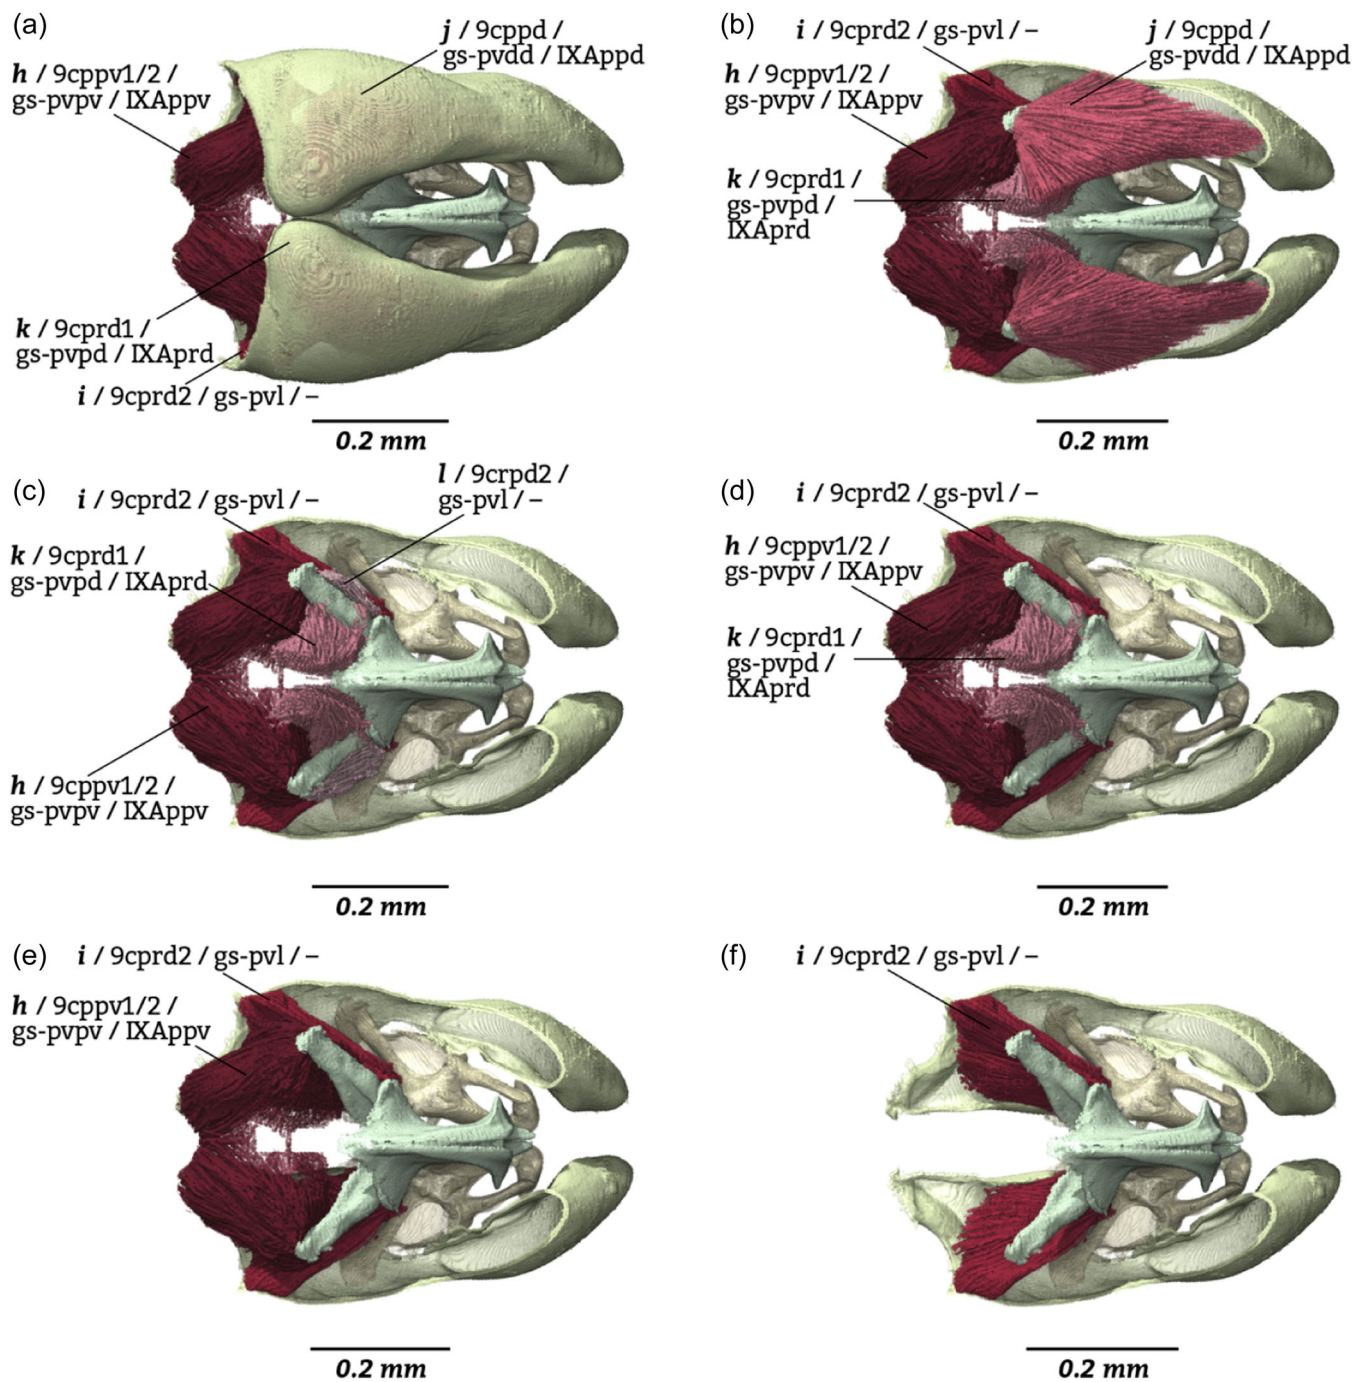 (a)
j / 9cppd /
gs-pvdd / IXAppd
h / 9cppv1/2 /
gs-pvpv / IXAppv
k / 9cprd1 /
gs-pvpd / IXAprd
i / 9cprd2 / gs-pvl / –
0.2 mm
(b)
i / 9cprd2 / gs-pvl / –
j / 9cppd /
gs-pvdd / IXAppd
h / 9cppv1/2 /
gs-pvpv / IXAppv
k / 9cprd1 /
gs-pvpd /
IXAprd
0.2 mm
(c)
l / 9crpd2 /
gs-pvl / –
i / 9cprd2 / gs-pvl / –
k / 9cprd1 /
gs-pvpd / IXAprd
h / 9cppv1/2 /
gs-pvpv / IXAppv
0.2 mm
(d)
i / 9cprd2 / gs-pvl / –
h / 9cppv1/2 /
gs-pvpv / IXAppv
k / 9cprd1 /
gs-pvpd /
IXAprd
0.2 mm
(e)
i / 9cprd2 / gs-pvl / –
h / 9cppv1/2 /
gs-pvpv / IXAppv
0.2 mm
(f)
i / 9cprd2 / gs-pvl / –
0.2 mm